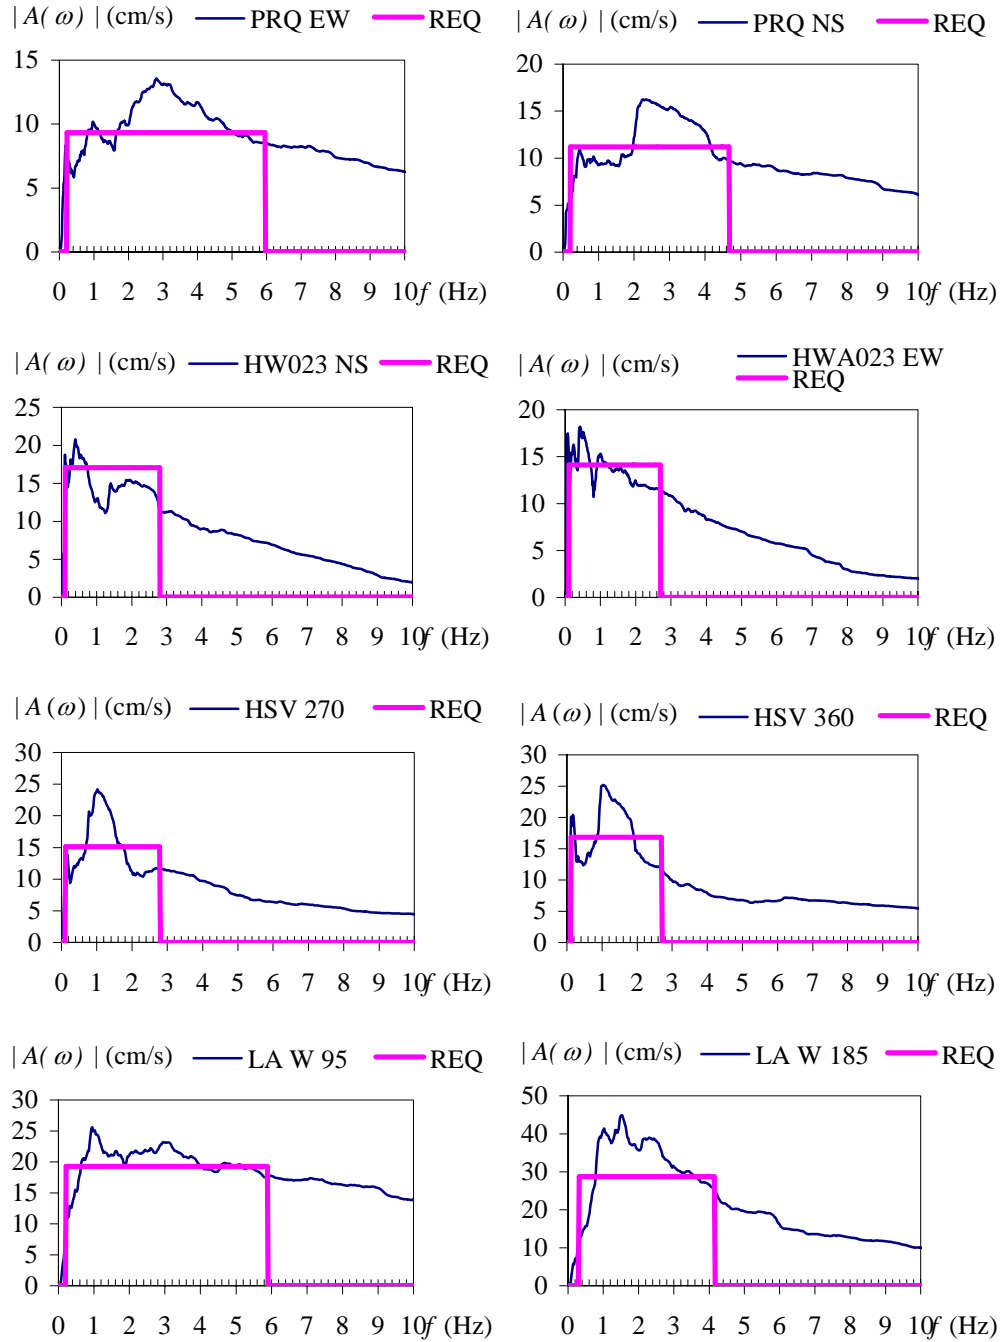 | A( ω) | (cm/s) PRQ EW REQ
15
10
5
0
0 1 2 3 4 5 6 7 8 9 10 f (Hz)
| A( ω) | (cm/s) PRQ NS REQ
20
15
10
5
0
0 1 2 3 4 5 6 7 8 9 10 f (Hz)
| A( ω) | (cm/s) HW023 NS REQ
25
20
15
10
5
0
0 1 2 3 4 5 6 7 8 9 10 f (Hz)
| A( ω) | (cm/s) HWA023 EW
REQ
20
15
10
5
0
0 1 2 3 4 5 6 7 8 9 10 f (Hz)
| A (ω) | (cm/s) HSV 270 REQ
30
25
20
15
10
5
0
0 1 2 3 4 5 6 7 8 9 10 f (Hz)
| A (ω) | (cm/s) HSV 360 REQ
30
25
20
15
10
5
0
0 1 2 3 4 5 6 7 8 9 10 f (Hz)
| A( ω) | (cm/s) LA W 95 REQ
30
25
20
15
10
5
0
0 1 2 3 4 5 6 7 8 9 10 f (Hz)
| A( ω) | (cm/s) LA W 185 REQ
50
40
30
20
10
0
0 1 2 3 4 5 6 7 8 9 10 f (Hz)